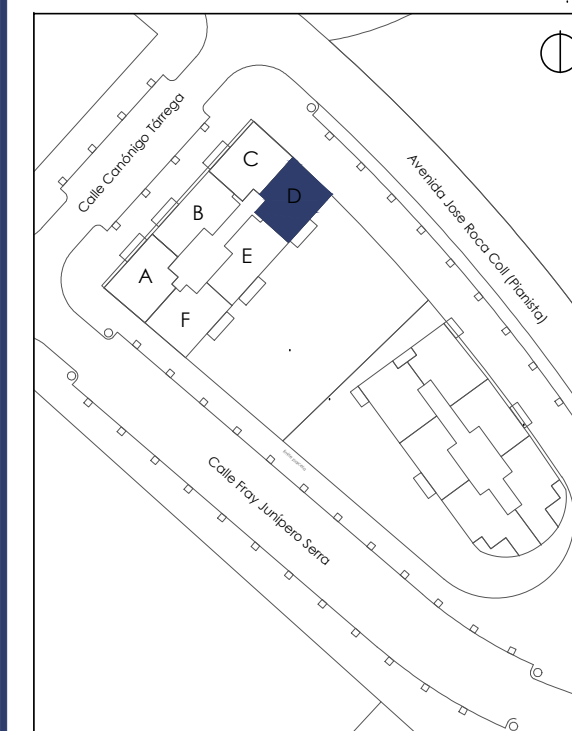 Calle Canónigo Tárrega
Avenida Jose Roca Coll (Pianista)
C
D
B
E
A
F
Calle Fray Junípero Serra